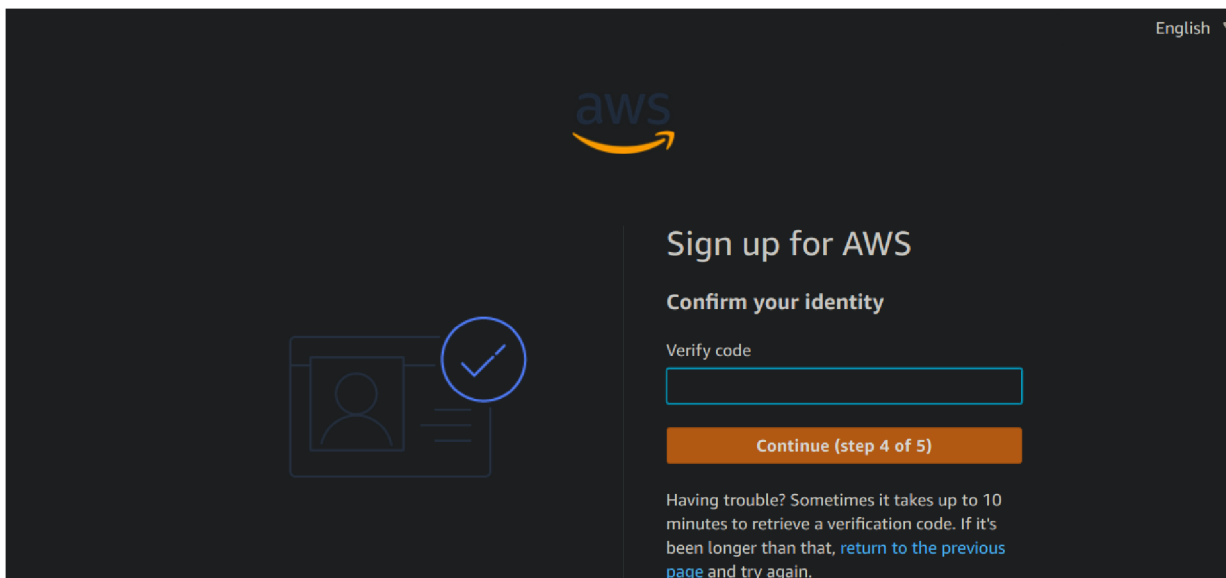 English
aws
Sign up for AWS
Confirm your identity
Verify code
Continue (step 4 of 5)
Having trouble? Sometimes it takes up to 10
minutes to retrieve a verification code. If it's
been longer than that, return to the previous
page and try again.